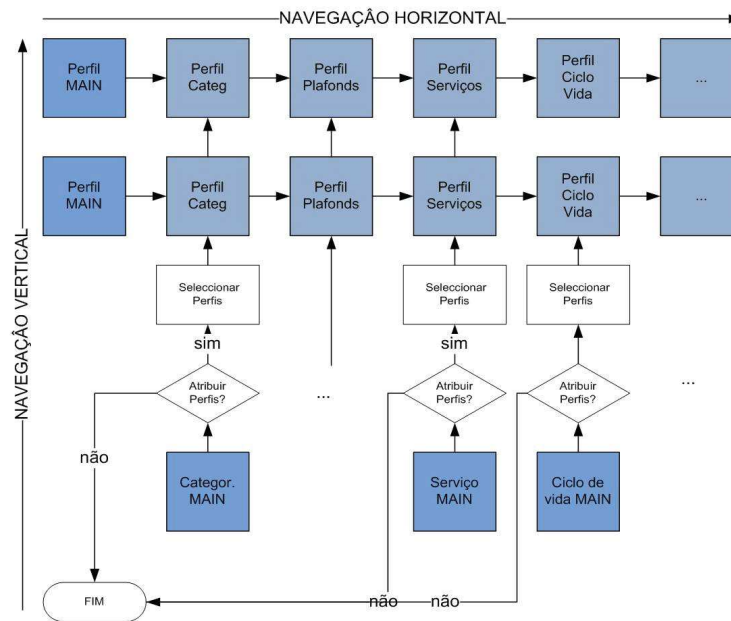 NAVEGAÇÂO HORIZONTAL
NAVEGAÇÂO VERTICAL
Perfil
MAIN
Perfil
Categ
Perfil
Plafonds
Perfil
Serviços
Perfil
Ciclo
Vida
...
Perfil
MAIN
Perfil
Categ
Perfil
Plafonds
Perfil
Serviços
Perfil
Ciclo
Vida
...
Seleccionar
Perfis
Seleccionar
Perfis
Seleccionar
Perfis
sim
sim
Atribuir
Perfis?
...
Atribuir
Perfis?
Atribuir
Perfis?
...
não
Categor.
MAIN
Serviço
MAIN
Ciclo de
vida MAIN
FIM
não
não